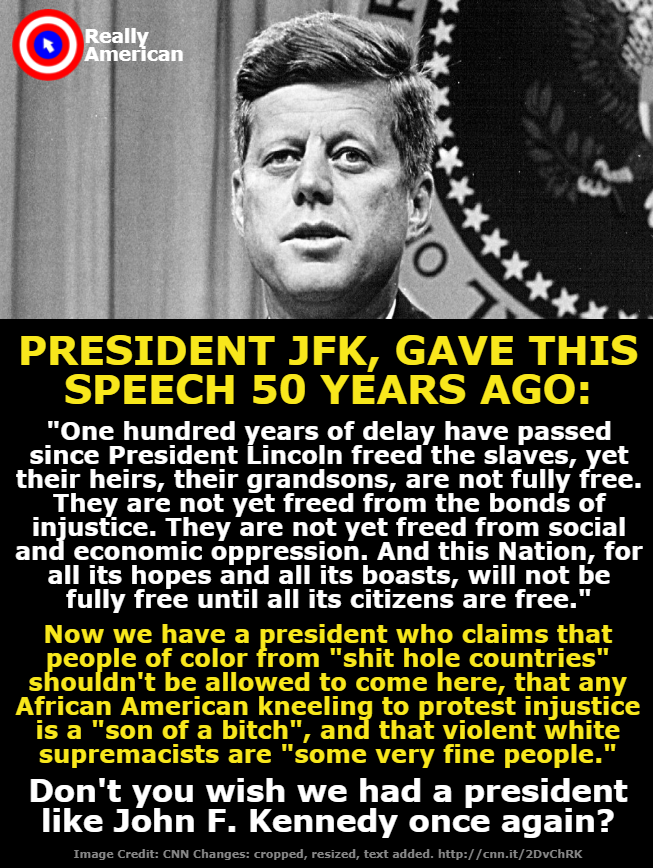 Really
American
PRESIDENT JFK, GAVE THIS
SPEECH 50 YEARS AGO:
"One hundred years of delay have passed
since President Lincoln freed the slaves, yet
their heirs, their grandsons, are not fully free.
They are not yet freed from the bonds of
injustice. They are not yet freed from social
and economic oppression. And this Nation, for
all its hopes and all its boasts, will not be
fully free until all its citizens are free."
Now we have a president who claims that
people of color from "shit hole countries"
shouldn't be allowed to come here, that any
African American kneeling to protest injustice
is a "son of a bitch", and that violent white
supremacists are "some very fine people."
Don't you wish we had a president
like John F. Kennedy once again?
Image Credit: CNN Changes: cropped, resized, text added. http://cnn.it/2DvChRK